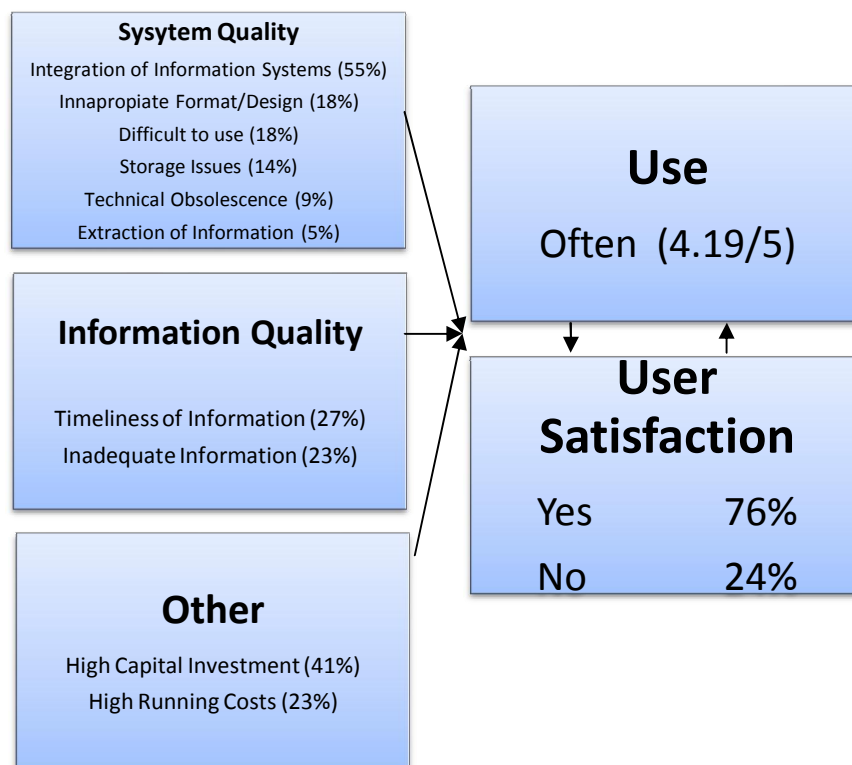 Sysytem Quality
Integration of Information Systems (55%)
Innapropiate Format/Design (18%)
Difficult to use (18%)
Storage Issues (14%)
Technical Obsolescence (9%)
Extraction of Information (5%)
Information Quality
Timeliness of Information (27%)
Inadequate Information (23%)
Other
High Capital Investment (41%)
High Running Costs (23%)
Use
Often (4.19/5)
User
Satisfaction
Yes 76%
No 24%